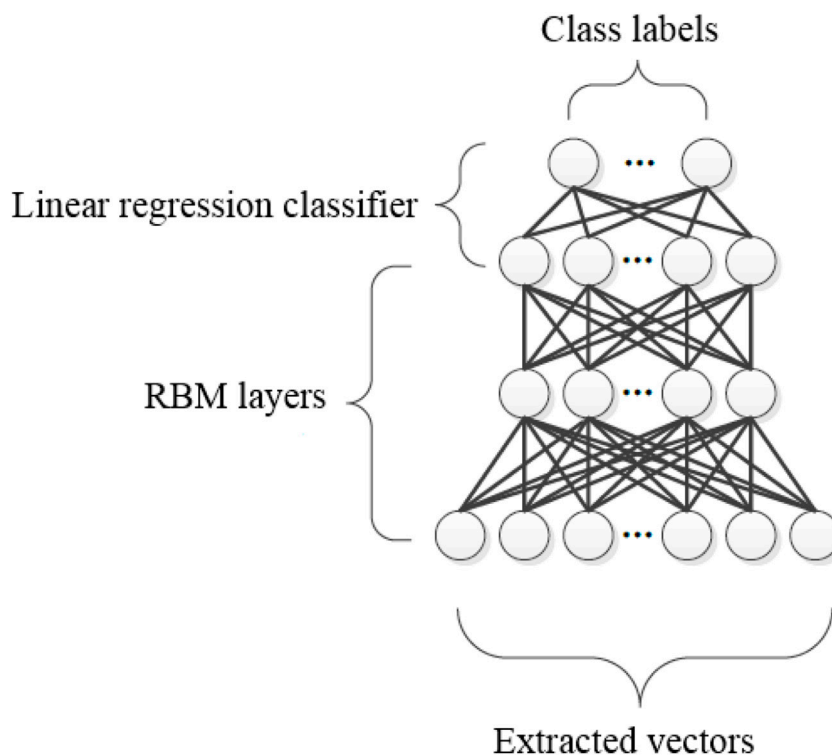 Class labels
Linear regression classifier
RBM layers
Extracted vectors